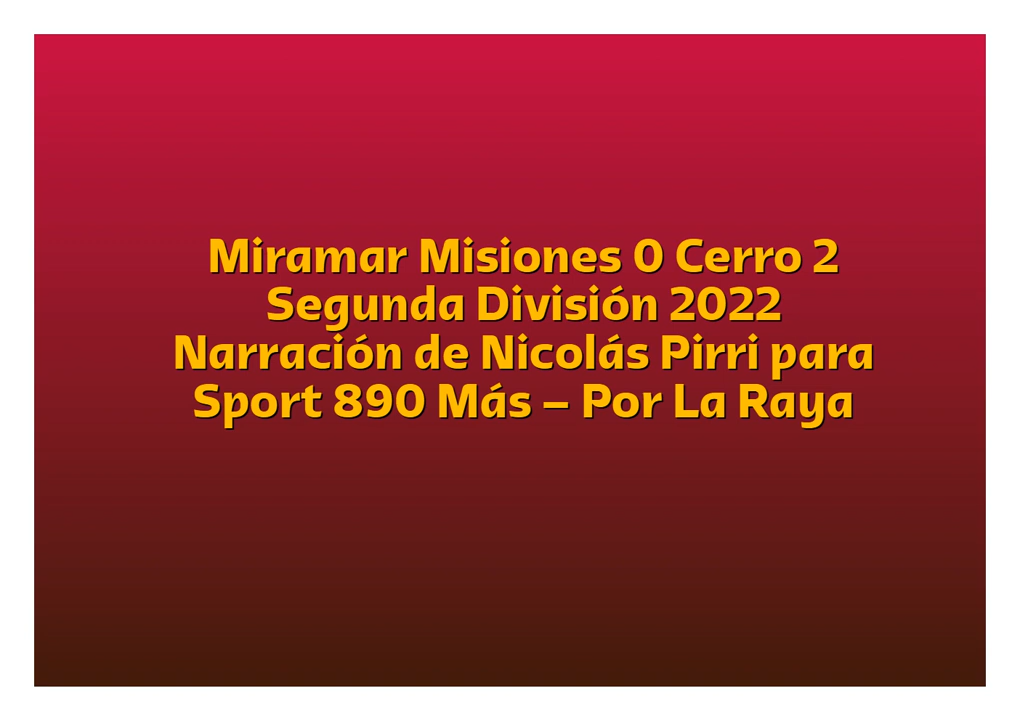 Miramar Misiones 0 Cerro 2
Segunda División 2022
Narración de Nicolás Pirri para
Sport 890 Más – Por La Raya